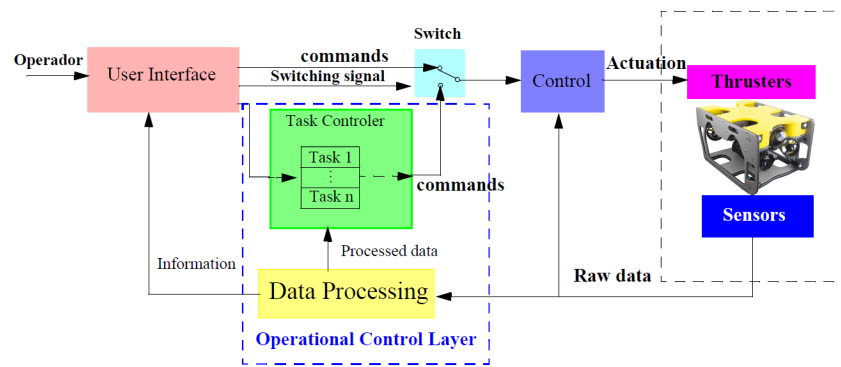 Operador
User Interface
commands
Switching signal
Switch
Control
Actuation
Thrusters
Sensors
Task Controler
Task 1
⋮
Task n
commands
Processed data
Information
Data Processing
Raw data
Operational Control Layer